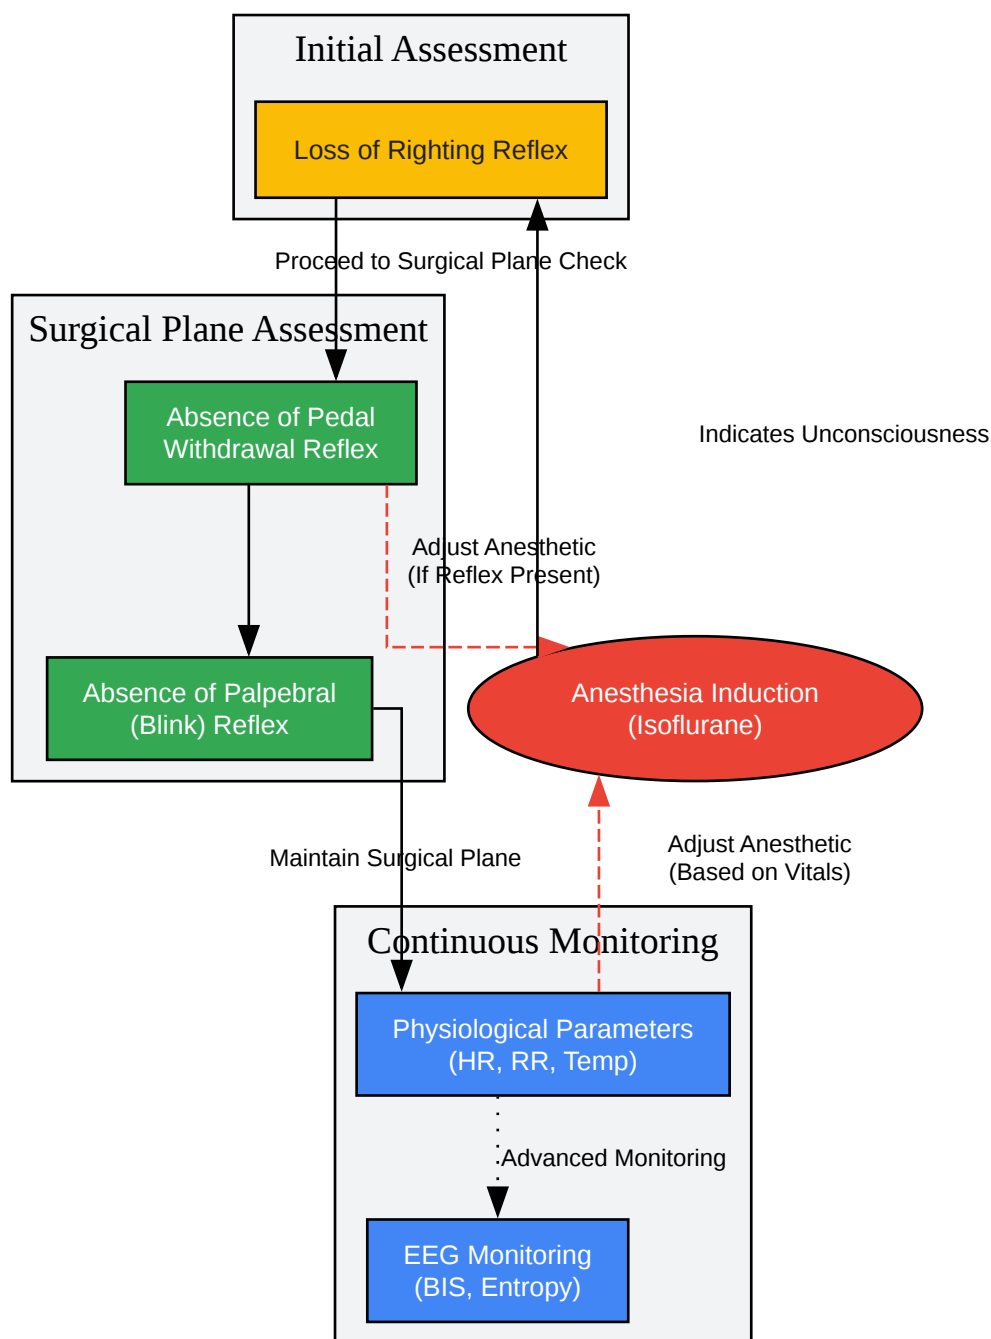 Initial Assessment
Loss of Righting Reflex
Proceed to Surgical Plane Check
Surgical Plane Assessment
Absence of Pedal
Withdrawal Reflex
Indicates Unconsciousness
Adjust Anesthetic
(If Reflex Present)
Absence of Palpebral
(Blink) Reflex
Anesthesia Induction
(Isoflurane)
Maintain Surgical Plane
Adjust Anesthetic
(Based on Vitals)
Continuous Monitoring
Physiological Parameters
(HR, RR, Temp)
Advanced Monitoring
EEG Monitoring
(BIS, Entropy)